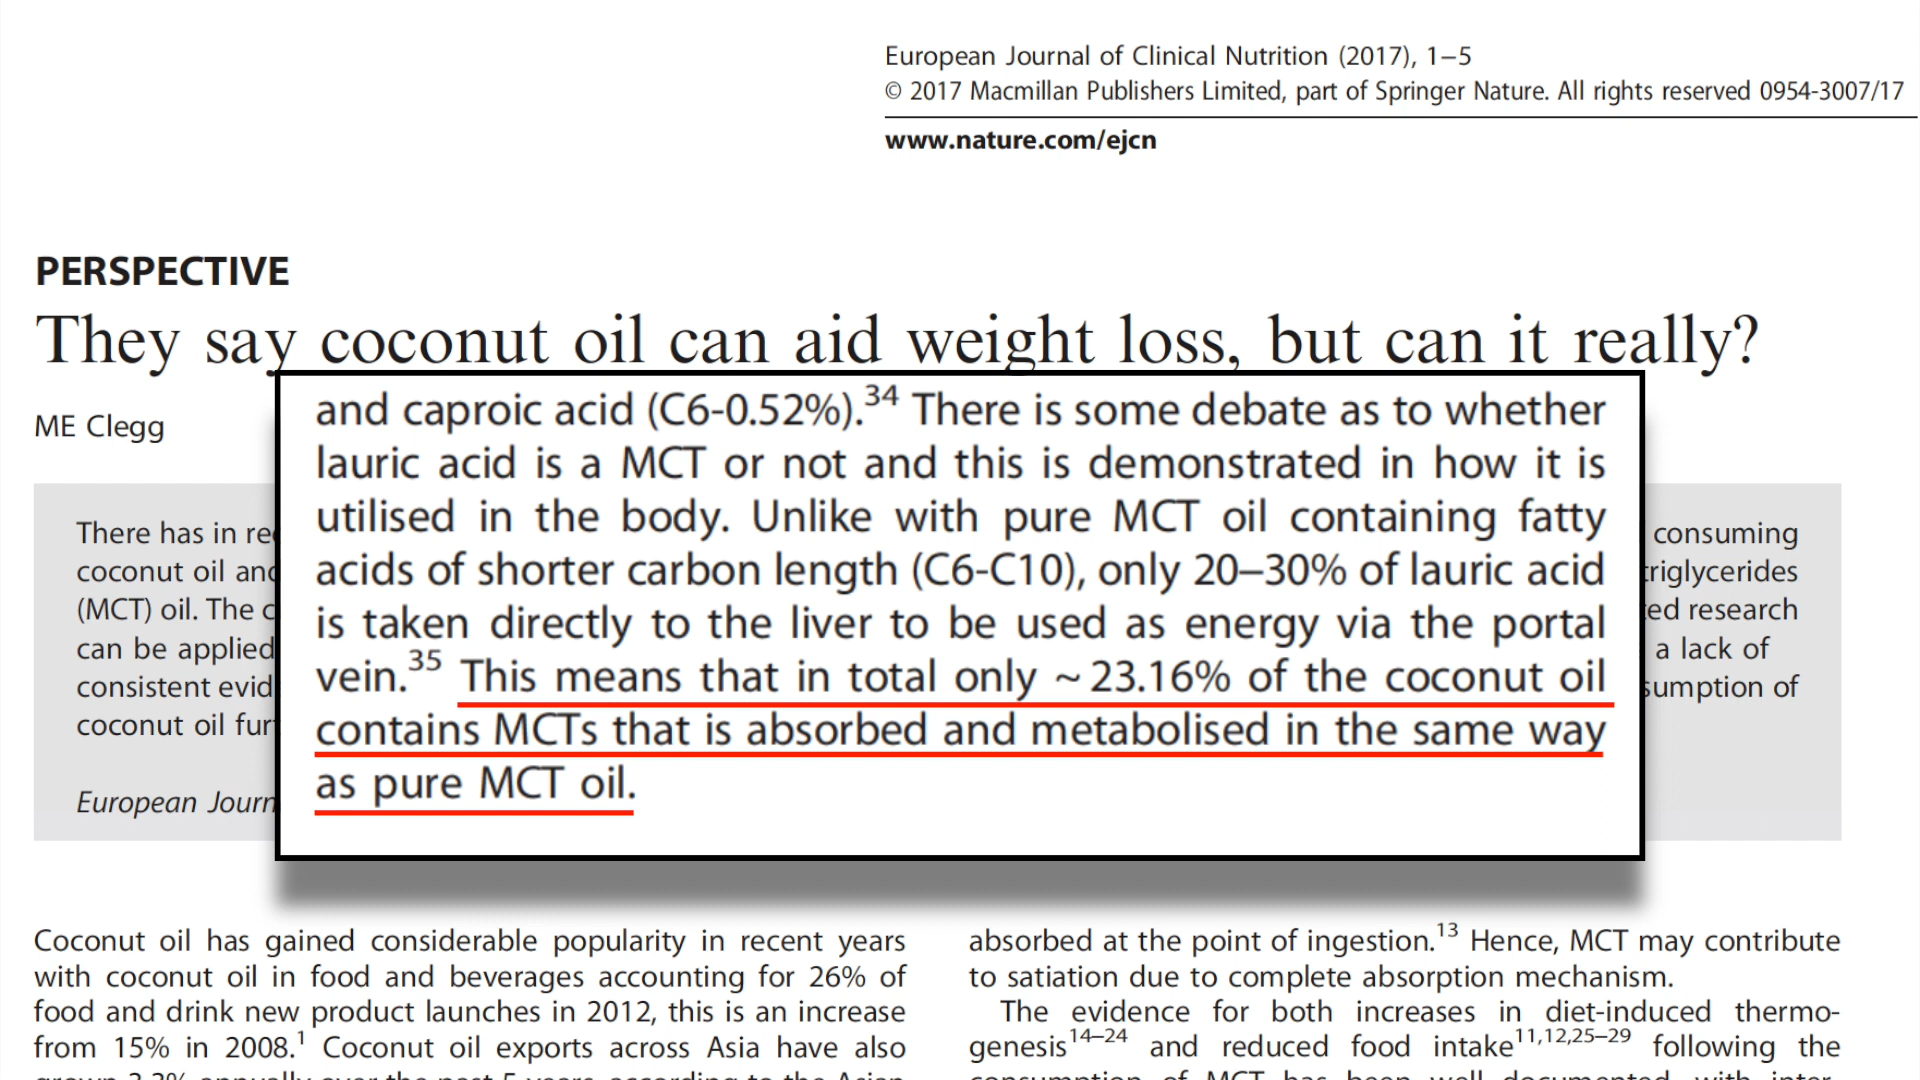 European Journal of Clinical Nutrition (2017), 1–5
© 2017 Macmillan Publishers Limited, part of Springer Nature. All rights reserved 0954-3007/17
www.nature.com/ejcn
PERSPECTIVE
They say coconut oil can aid weight loss, but can it really?
ME Clegg
and caproic acid (C6-0.52%).34 There is some debate as to whether
lauric acid is a MCT or not and this is demonstrated in how it is
utilised in the body. Unlike with pure MCT oil containing fatty
acids of shorter carbon length (C6-C10), only 20–30% of lauric acid
is taken directly to the liver to be used as energy via the portal
vein.35 This means that in total only ~23.16% of the coconut oil
contains MCTs that is absorbed and metabolised in the same way
as pure MCT oil.
There has in
consuming
coconut oil
(MCT) oil. The
research
can be applied
a lack of
consistent
of
coconut oil
European
Coconut oil has gained considerable popularity in recent years
with coconut oil in food and beverages accounting for 26% of
food and drink new product launches in 2012, this is an increase
from 15% in 2008.1 Coconut oil exports across Asia have also
absorbed at the point of ingestion.13 Hence, MCT may contribute
to satiation due to complete absorption mechanism.
The evidence for both increases in diet-induced thermo-
genesis14–24 and reduced food intake11,12,25–29 following the